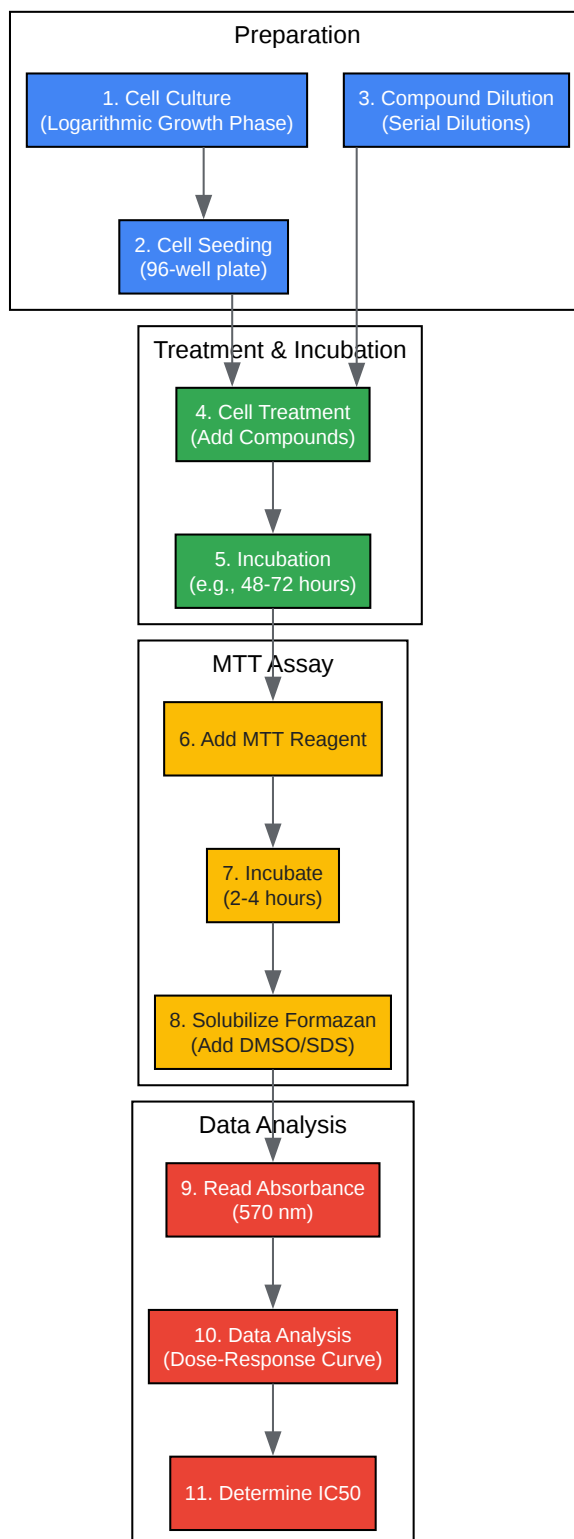 Preparation
1. Cell Culture
(Logarithmic Growth Phase)
3. Compound Dilution
(Serial Dilutions)
2. Cell Seeding
(96-well plate)
Treatment & Incubation
4. Cell Treatment
(Add Compounds)
5. Incubation
(e.g., 48-72 hours)
MTT Assay
6. Add MTT Reagent
7. Incubate
(2-4 hours)
8. Solubilize Formazan
(Add DMSO/SDS)
Data Analysis
9. Read Absorbance
(570 nm)
10. Data Analysis
(Dose-Response Curve)
11. Determine IC50